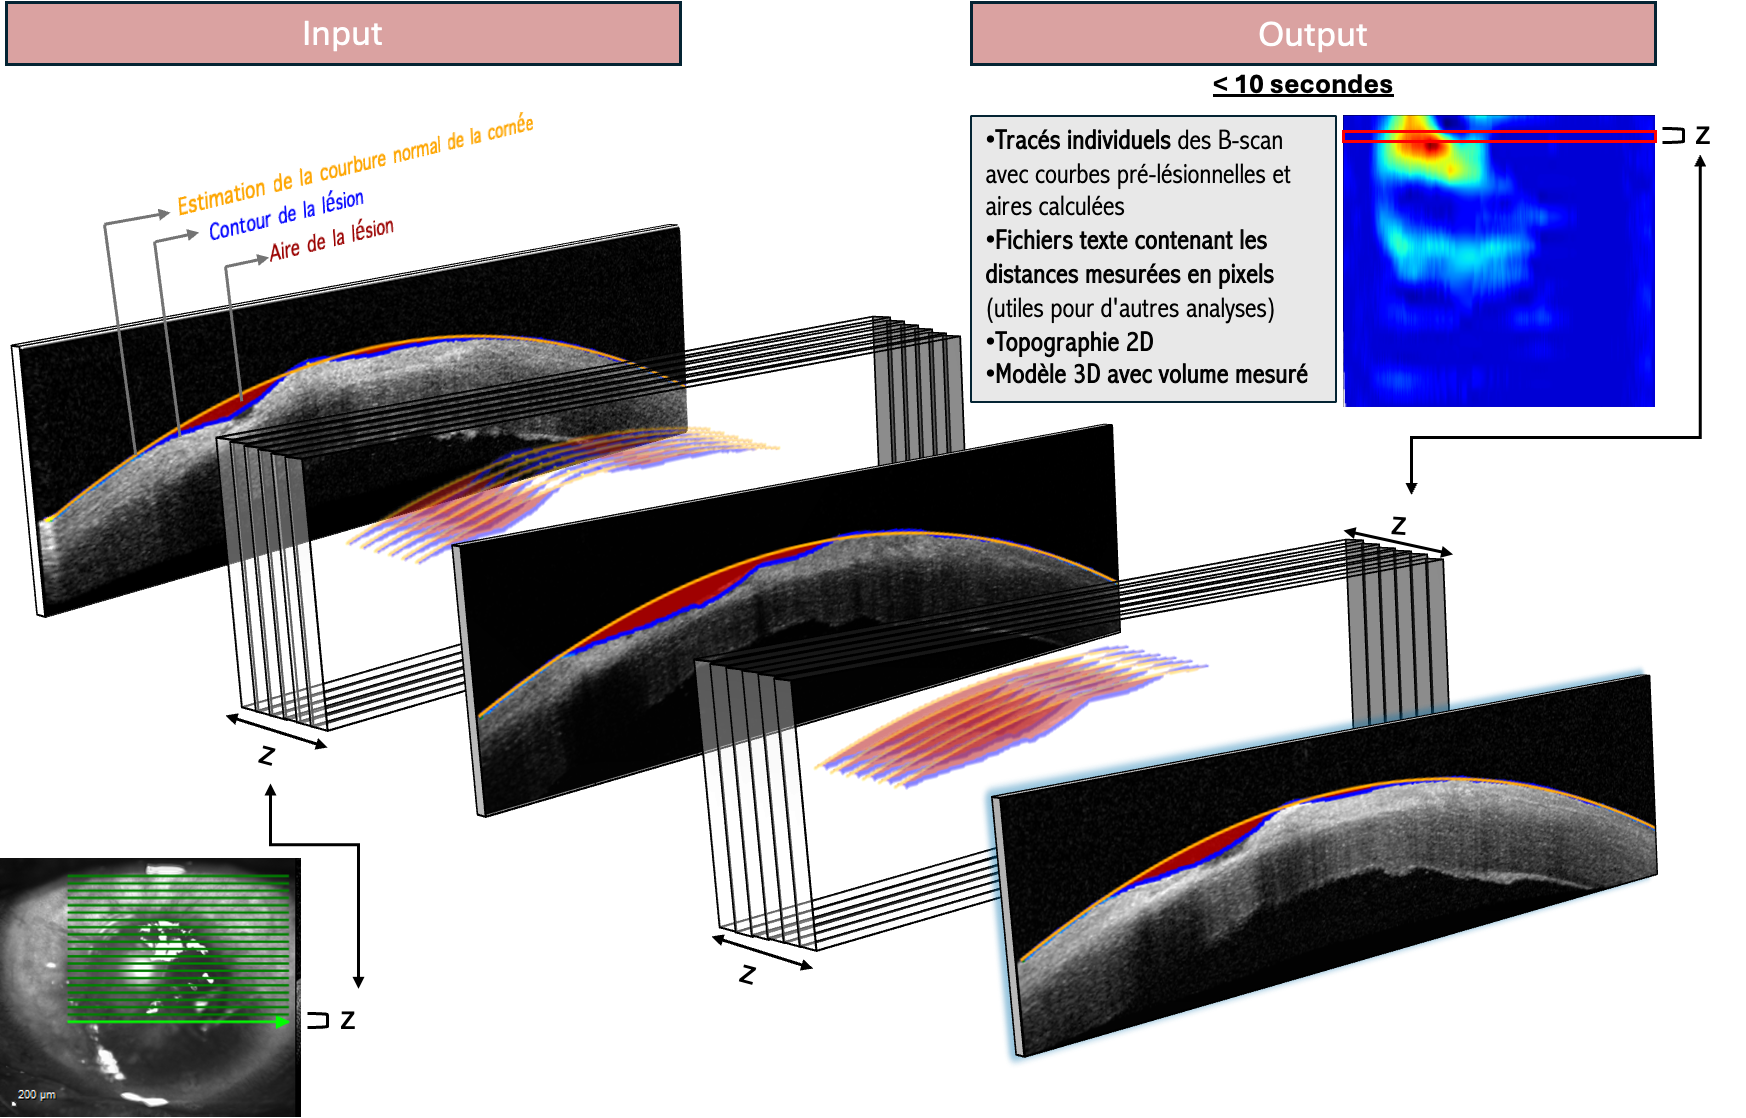 Input
Output
< 10 secondes
Estimation de la courbure normal de la cornée
Contour de la lésion
Aire de la lésion
•Tracés individuels des B-scan
avec courbes pré-lésionnelles et
aires calculées
•Fichiers texte contenant les
distances mesurées en pixels
(utiles pour d'autres analyses)
•Topographie 2D
•Modèle 3D avec volume mesuré
Z
Z
Z
Z
Z
200 µm